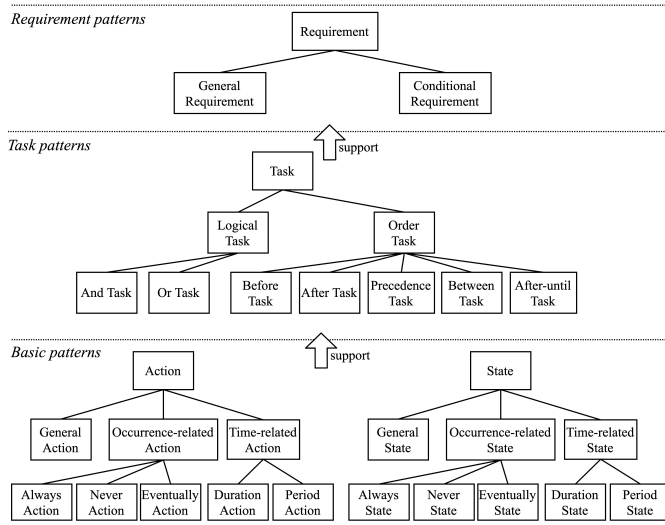 Requirement patterns
Requirement
General
Requirement
Conditional
Requirement
support
Task patterns
Task
Logical
Task
Order
Task
And Task
Or Task
Before
Task
After Task
Precedence
Task
Between
Task
After-until
Task
support
Basic patterns
Action
State
General
Action
Occurrence-related
Action
Time-related
Action
General
State
Occurrence-related
State
Time-related
State
Always
Action
Never
Action
Eventually
Action
Duration
Action
Period
Action
Always
State
Never
State
Eventually
State
Duration
State
Period
State